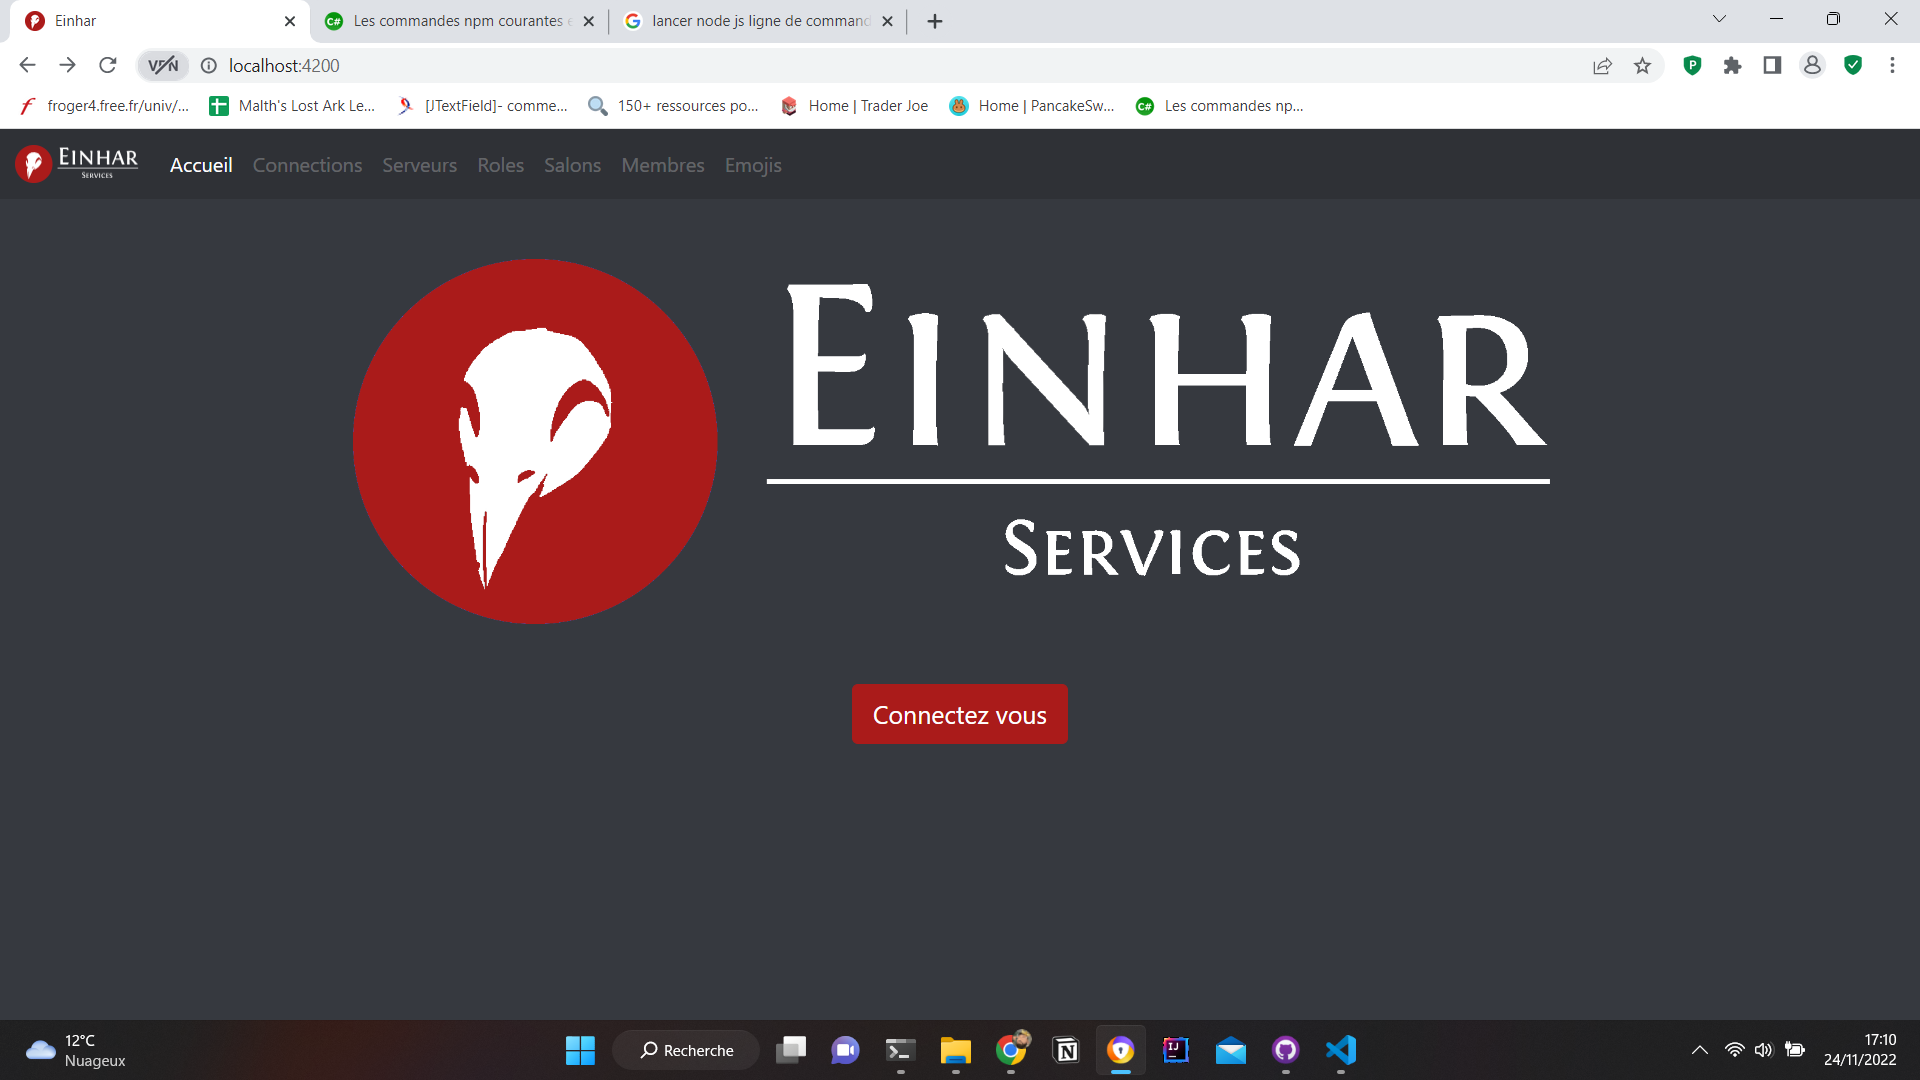 Einhar
Les commandes npm courantes e
lancer node js ligne de command
VPN
localhost:4200
froger4.free.fr/univ/...
Malth's Lost Ark Le...
[JTextField]- comme...
150+ ressources po...
Home | Trader Joe
Home | PancakeSw...
Les commandes np...
EINHAR
SERVICES
Accueil
Connections
Serveurs
Roles
Salons
Membres
Emojis
EINHAR
SERVICES
Connectez vous
12°C
Nuageux
Recherche
17:10
24/11/2022